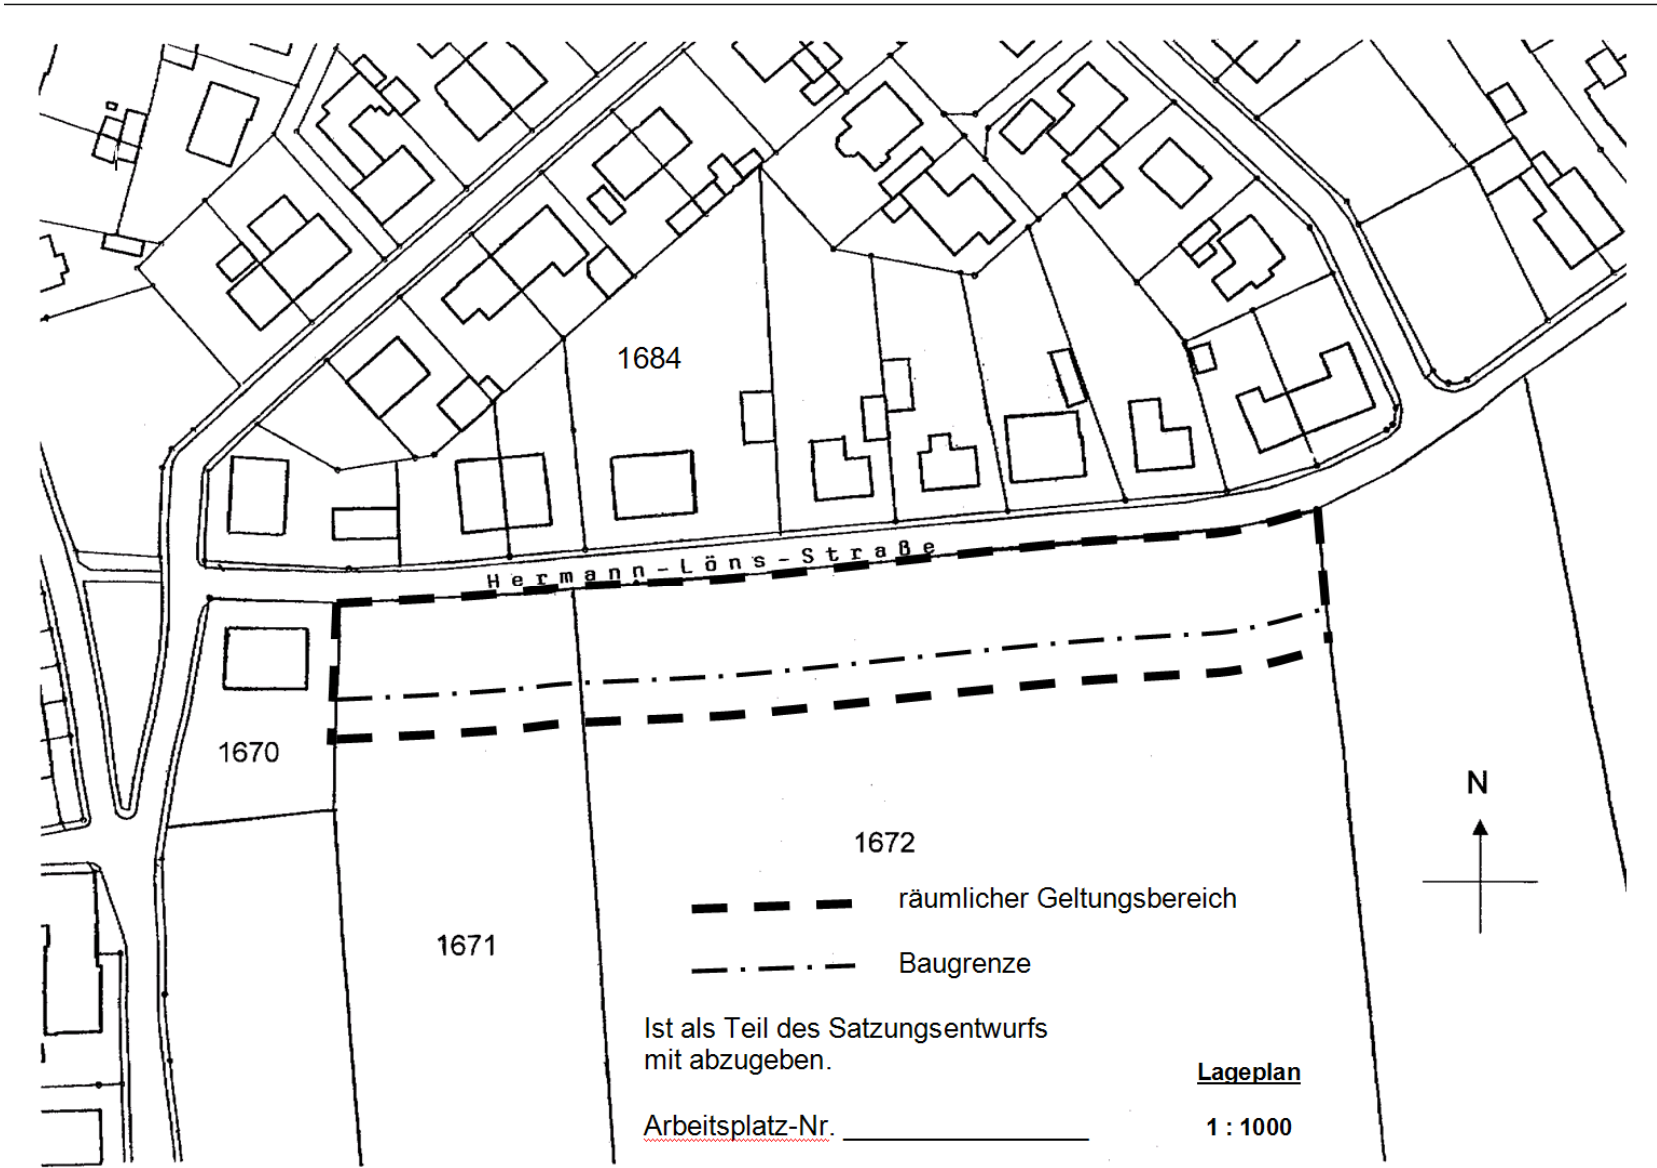 1684
Hermann-Löns-Straße
1670
N
1672
räumlicher Geltungsbereich
1671
Baugrenze
Ist als Teil des Satzungsentwurfs
mit abzugeben.
Lageplan
Arbeitsplatz-Nr. ________________
1 : 1000